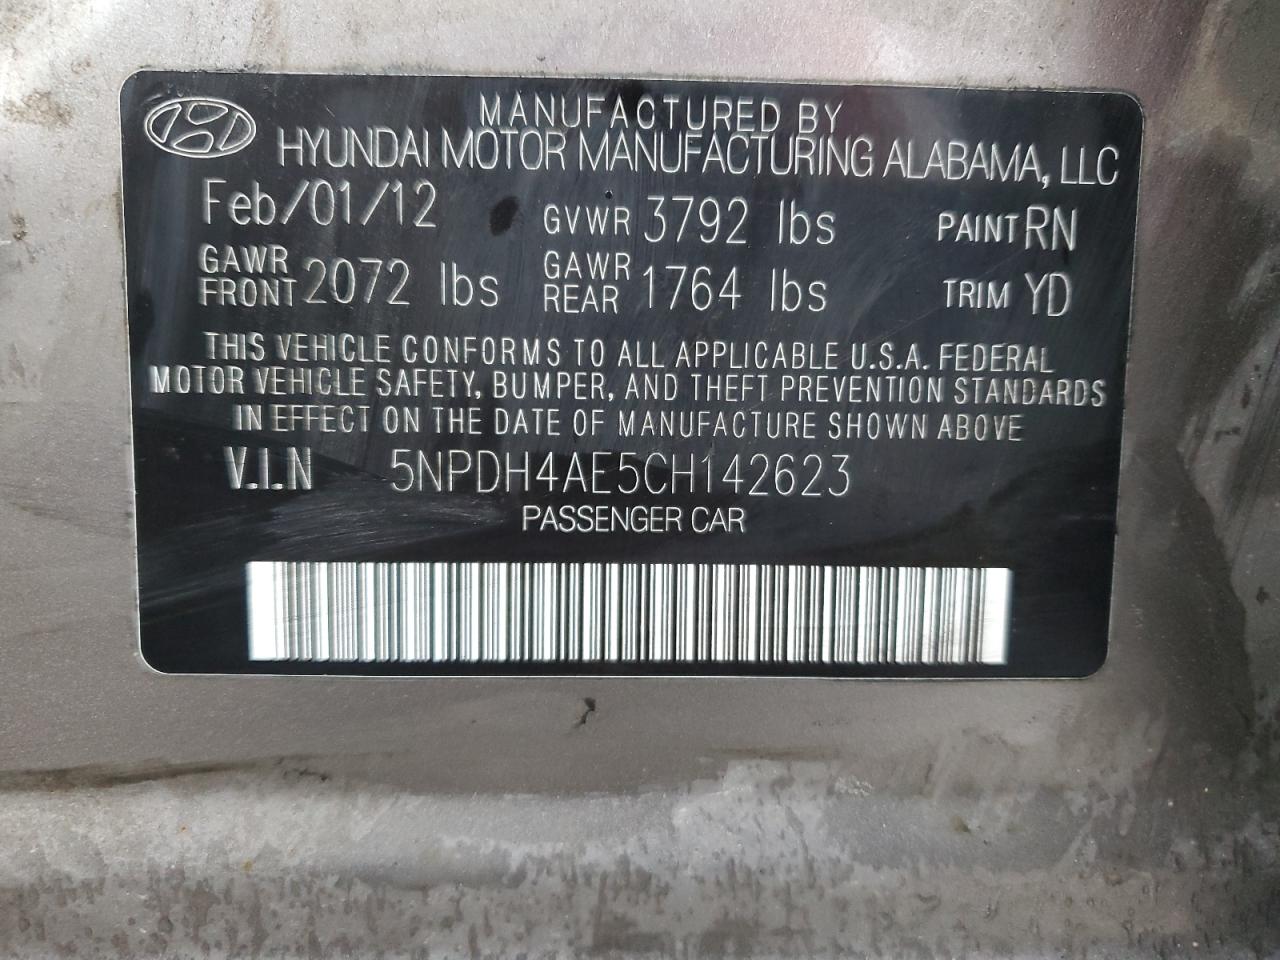 MANUFACTURED BY
HYUNDAI MOTOR MANUFACTURING ALABAMA, LLC
Feb/01/12 GVWR 3792 lbs PAINT RN
GAWR FRONT 2072 lbs GAWR REAR 1764 lbs TRIM YD
THIS VEHICLE CONFORMS TO ALL APPLICABLE U.S.A. FEDERAL
MOTOR VEHICLE SAFETY, BUMPER, AND THEFT PREVENTION STANDARDS
IN EFFECT ON THE DATE OF MANUFACTURE SHOWN ABOVE
V.I.N 5NPDH4AE5CH142623
PASSENGER CAR